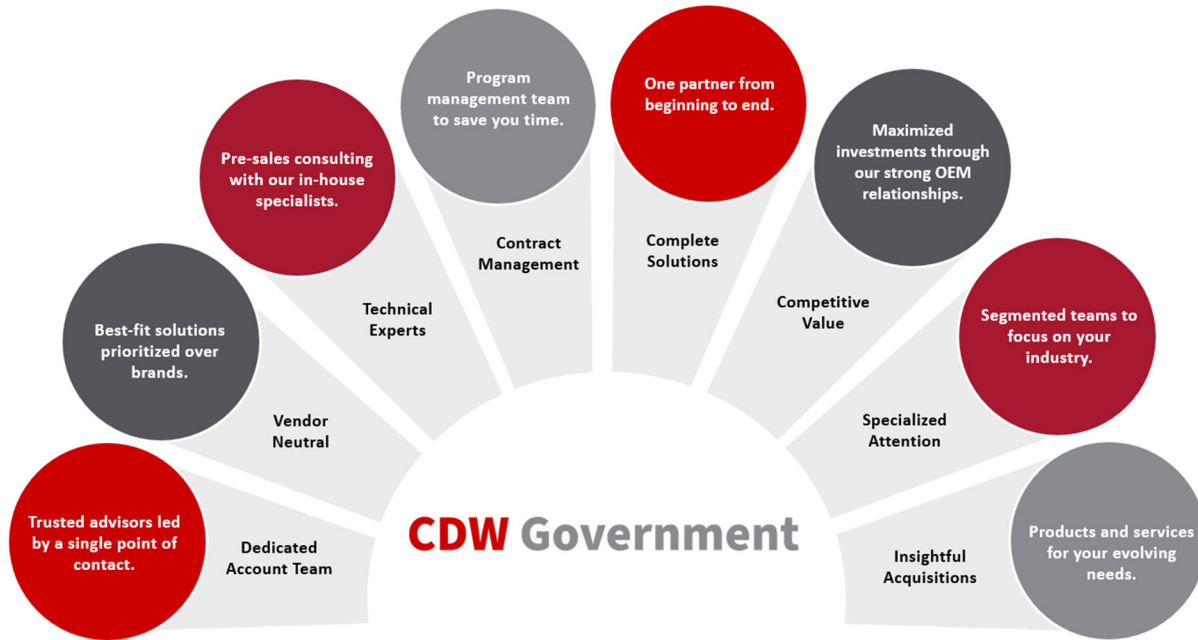 Trusted advisors led
by a single point of
contact.
Dedicated
Account Team
Best-fit solutions
prioritized over
brands.
Vendor
Neutral
Pre-sales consulting
with our in-house
specialists.
Technical
Experts
Program
management team
to save you time.
Contract
Management
One partner from
beginning to end.
Complete
Solutions
Maximized
investments through
our strong OEM
relationships.
Competitive
Value
Segmented teams to
focus on your
industry.
Specialized
Attention
Products and services
for your evolving
needs.
Insightful
Acquisitions
CDW Government